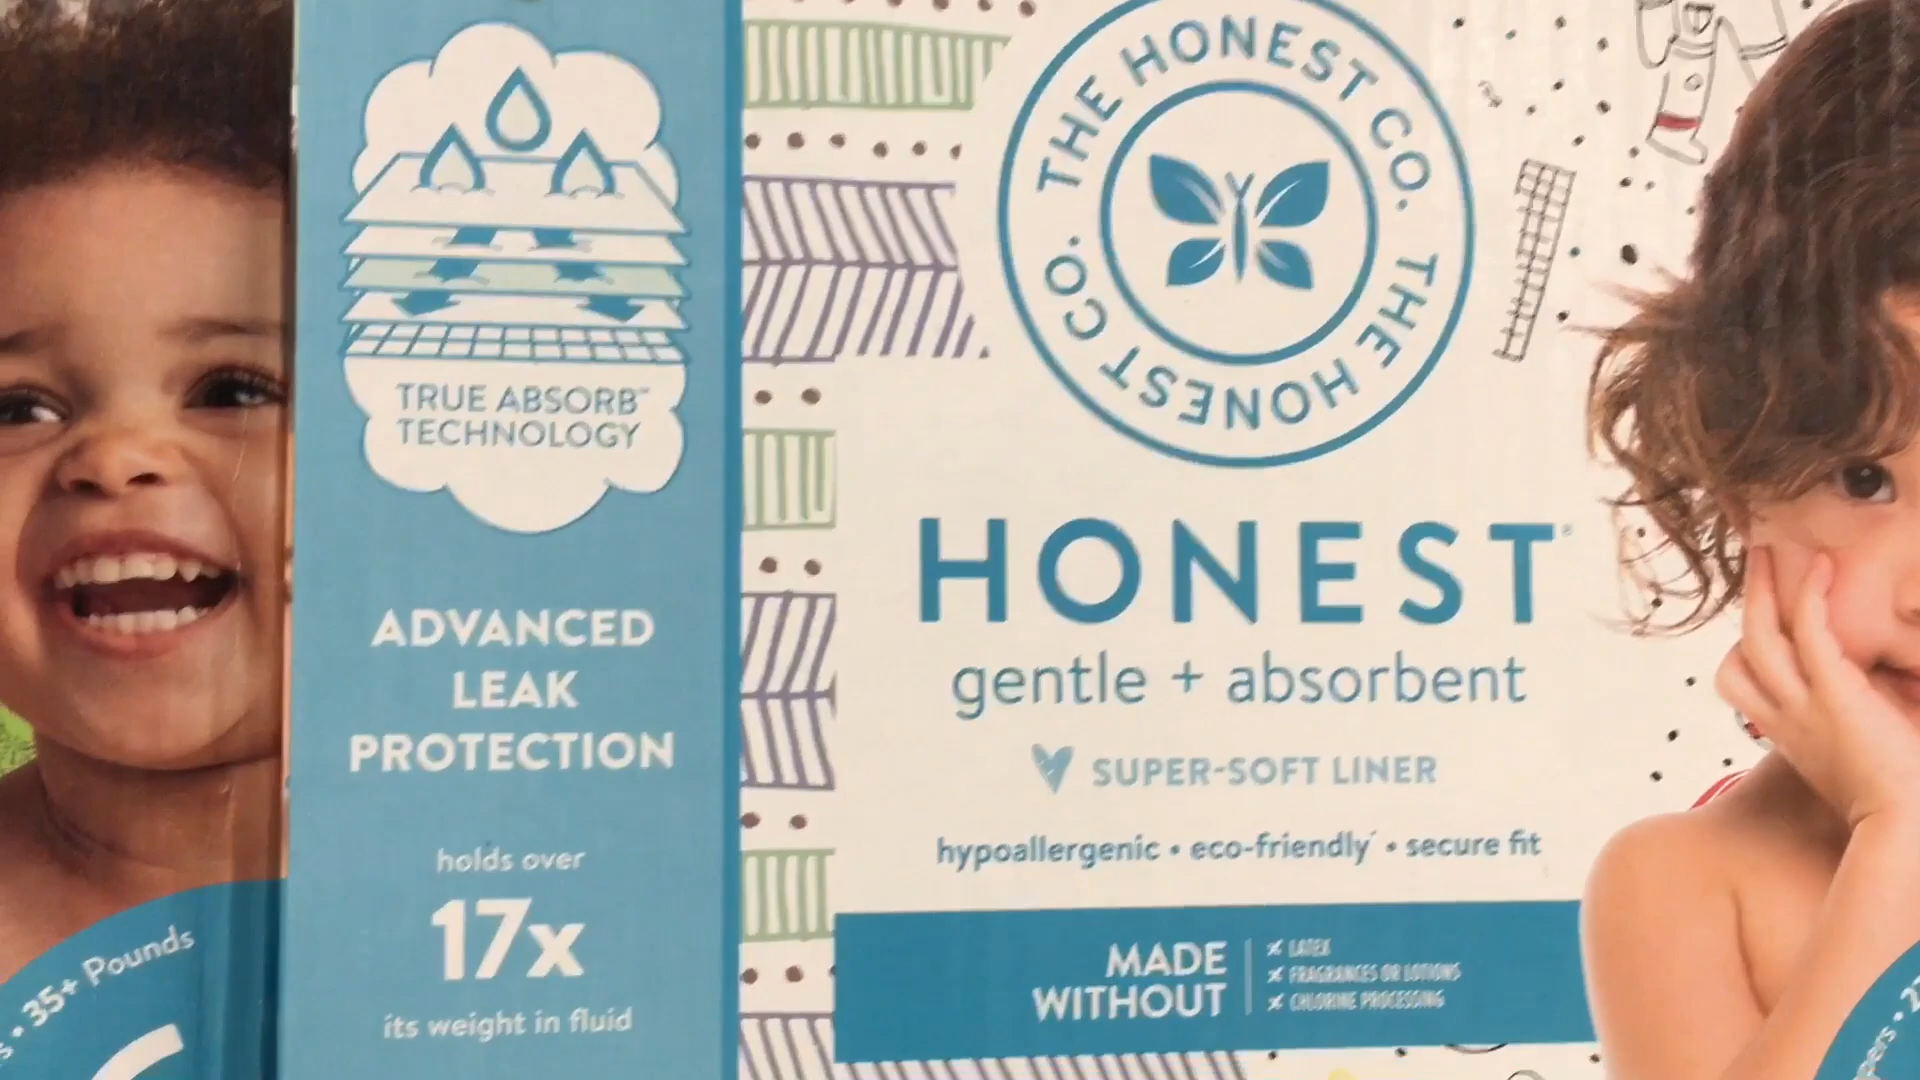 THE HONEST CO. THE HONEST CO.
TRUE ABSORB™
TECHNOLOGY
ADVANCED
LEAK
PROTECTION
holds over
17x
its weight in fluid
HONEST
gentle + absorbent
SUPER-SOFT LINER
hypoallergenic • eco-friendly • secure fit
MADE
WITHOUT
× LATEX
× FRAGRANCES OR LOTIONS
× CHLORINE PROCESSING
• 35+ Pounds